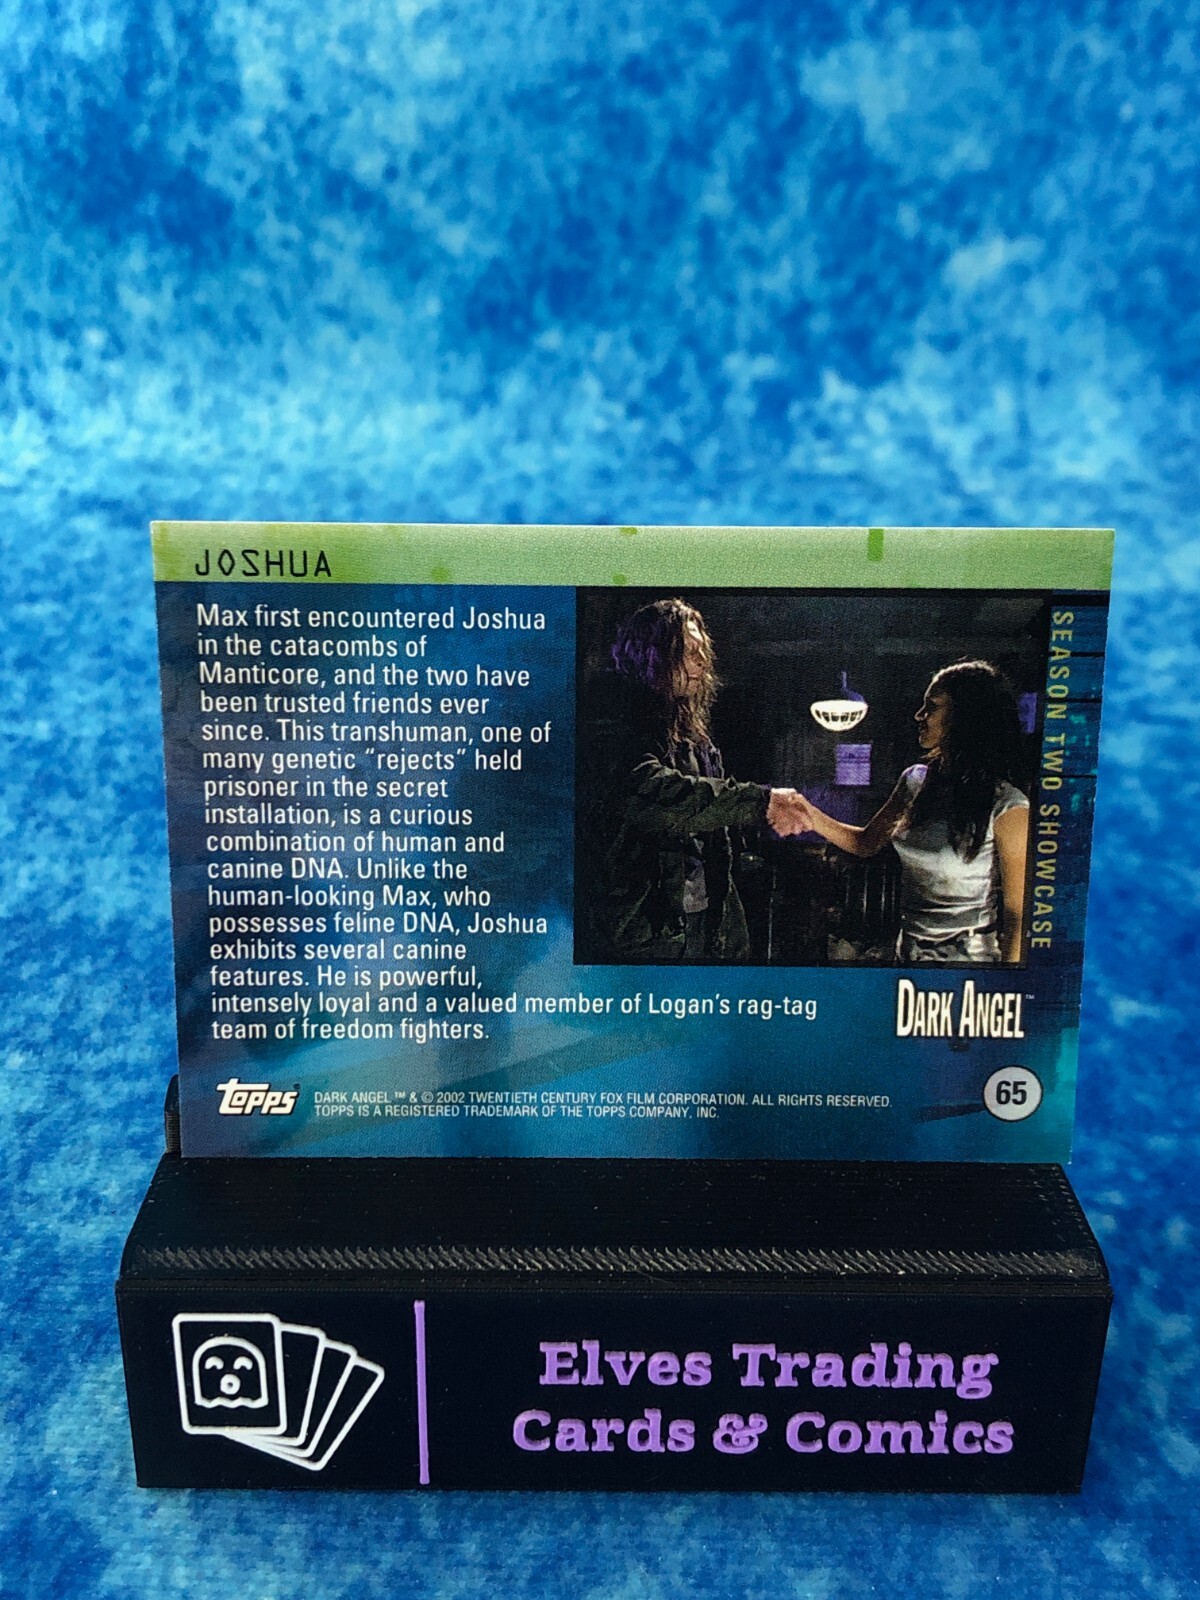 JOSHUA
Max first encountered Joshua
in the catacombs of
Manticore, and the two have
been trusted friends ever
since. This transhuman, one of
many genetic “rejects” held
prisoner in the secret
installation, is a curious
combination of human and
canine DNA. Unlike the
human-looking Max, who
possesses feline DNA, Joshua
exhibits several canine
features. He is powerful,
intensely loyal and a valued member of Logan's rag-tag
team of freedom fighters.
SEASON TWO SHOWCASE
DARK ANGEL™
topps®
DARK ANGEL ™ & © 2002 TWENTIETH CENTURY FOX FILM CORPORATION. ALL RIGHTS RESERVED.
TOPPS IS A REGISTERED TRADEMARK OF THE TOPPS COMPANY, INC.
65
Elves Trading
Cards & Comics